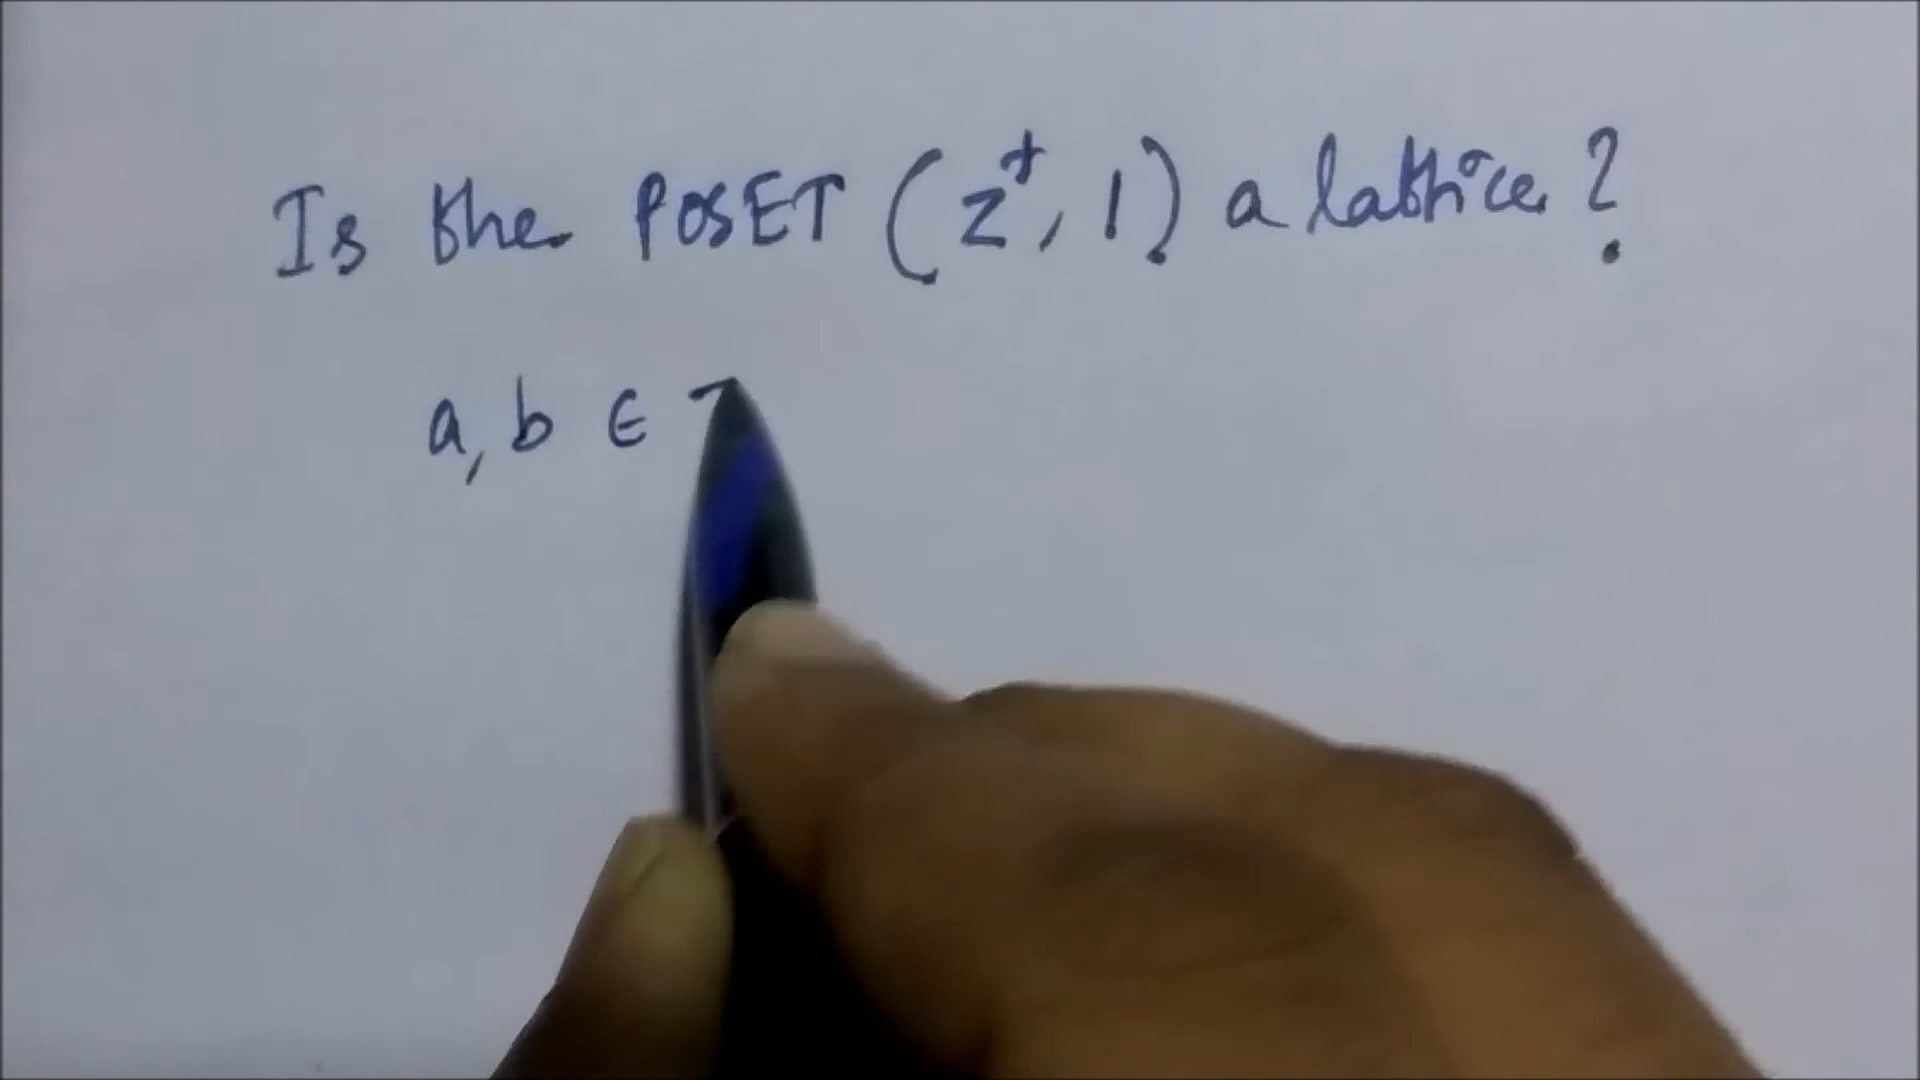 Is the POSET (Z⁺, |) a lattice?
a, b ∈